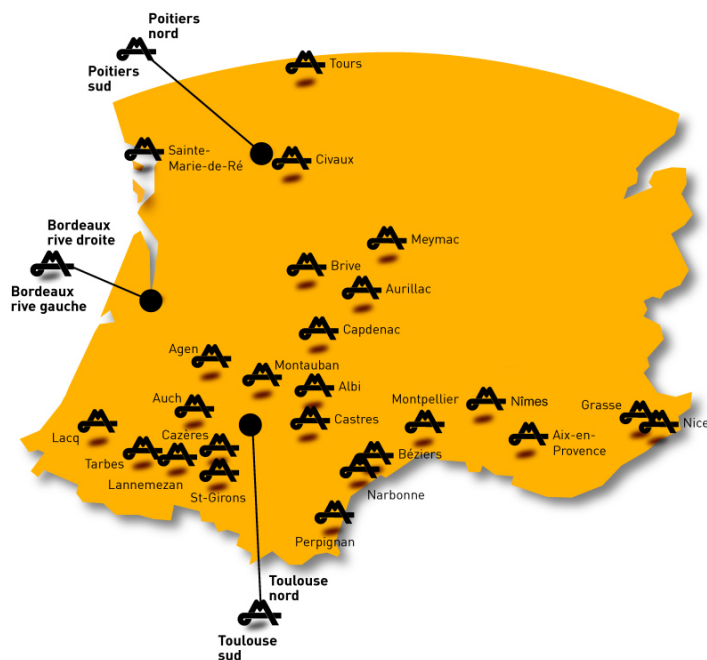 Poitiers
nord
Poitiers
sud
Tours
Sainte-
Marie-de-Ré
Civaux
Bordeaux
rive droite
Bordeaux
rive gauche
Meymac
Brive
Aurillac
Capdenac
Agen
Montauban
Albi
Auch
Castres
Montpellier
Nîmes
Grasse
Nice
Lacq
Cazères
Aix-en-
Provence
Tarbes
Béziers
Lannemezan
St-Girons
Narbonne
Perpignan
Toulouse
nord
Toulouse
sud